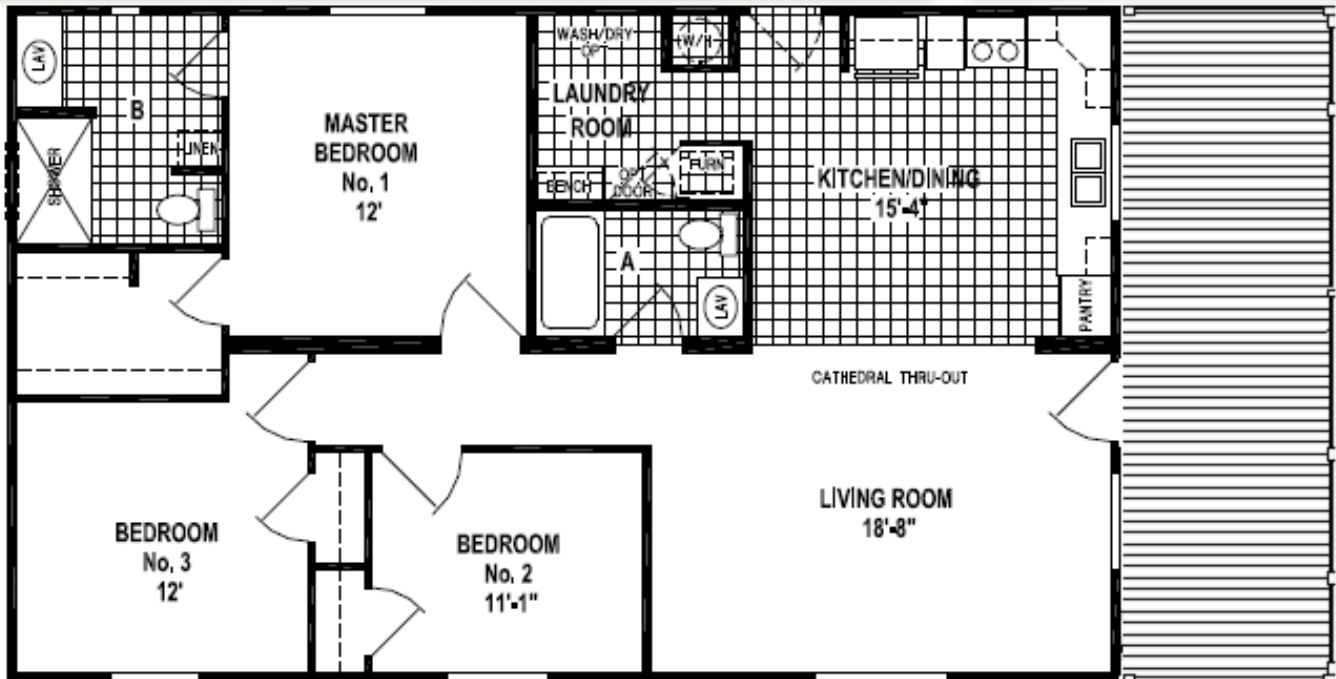 LAV
B
SHOWER
LINEN
MASTER
BEDROOM
No. 1
12'
WASH/DRY
OPT
W/H
LAUNDRY
ROOM
BENCH
OPT
DOOR
FURN
A
LAV
KITCHEN/DINING
15'-4"
PANTRY
CATHEDRAL THRU-OUT
LIVING ROOM
18'-8"
BEDROOM
No. 3
12'
BEDROOM
No. 2
11'-1"